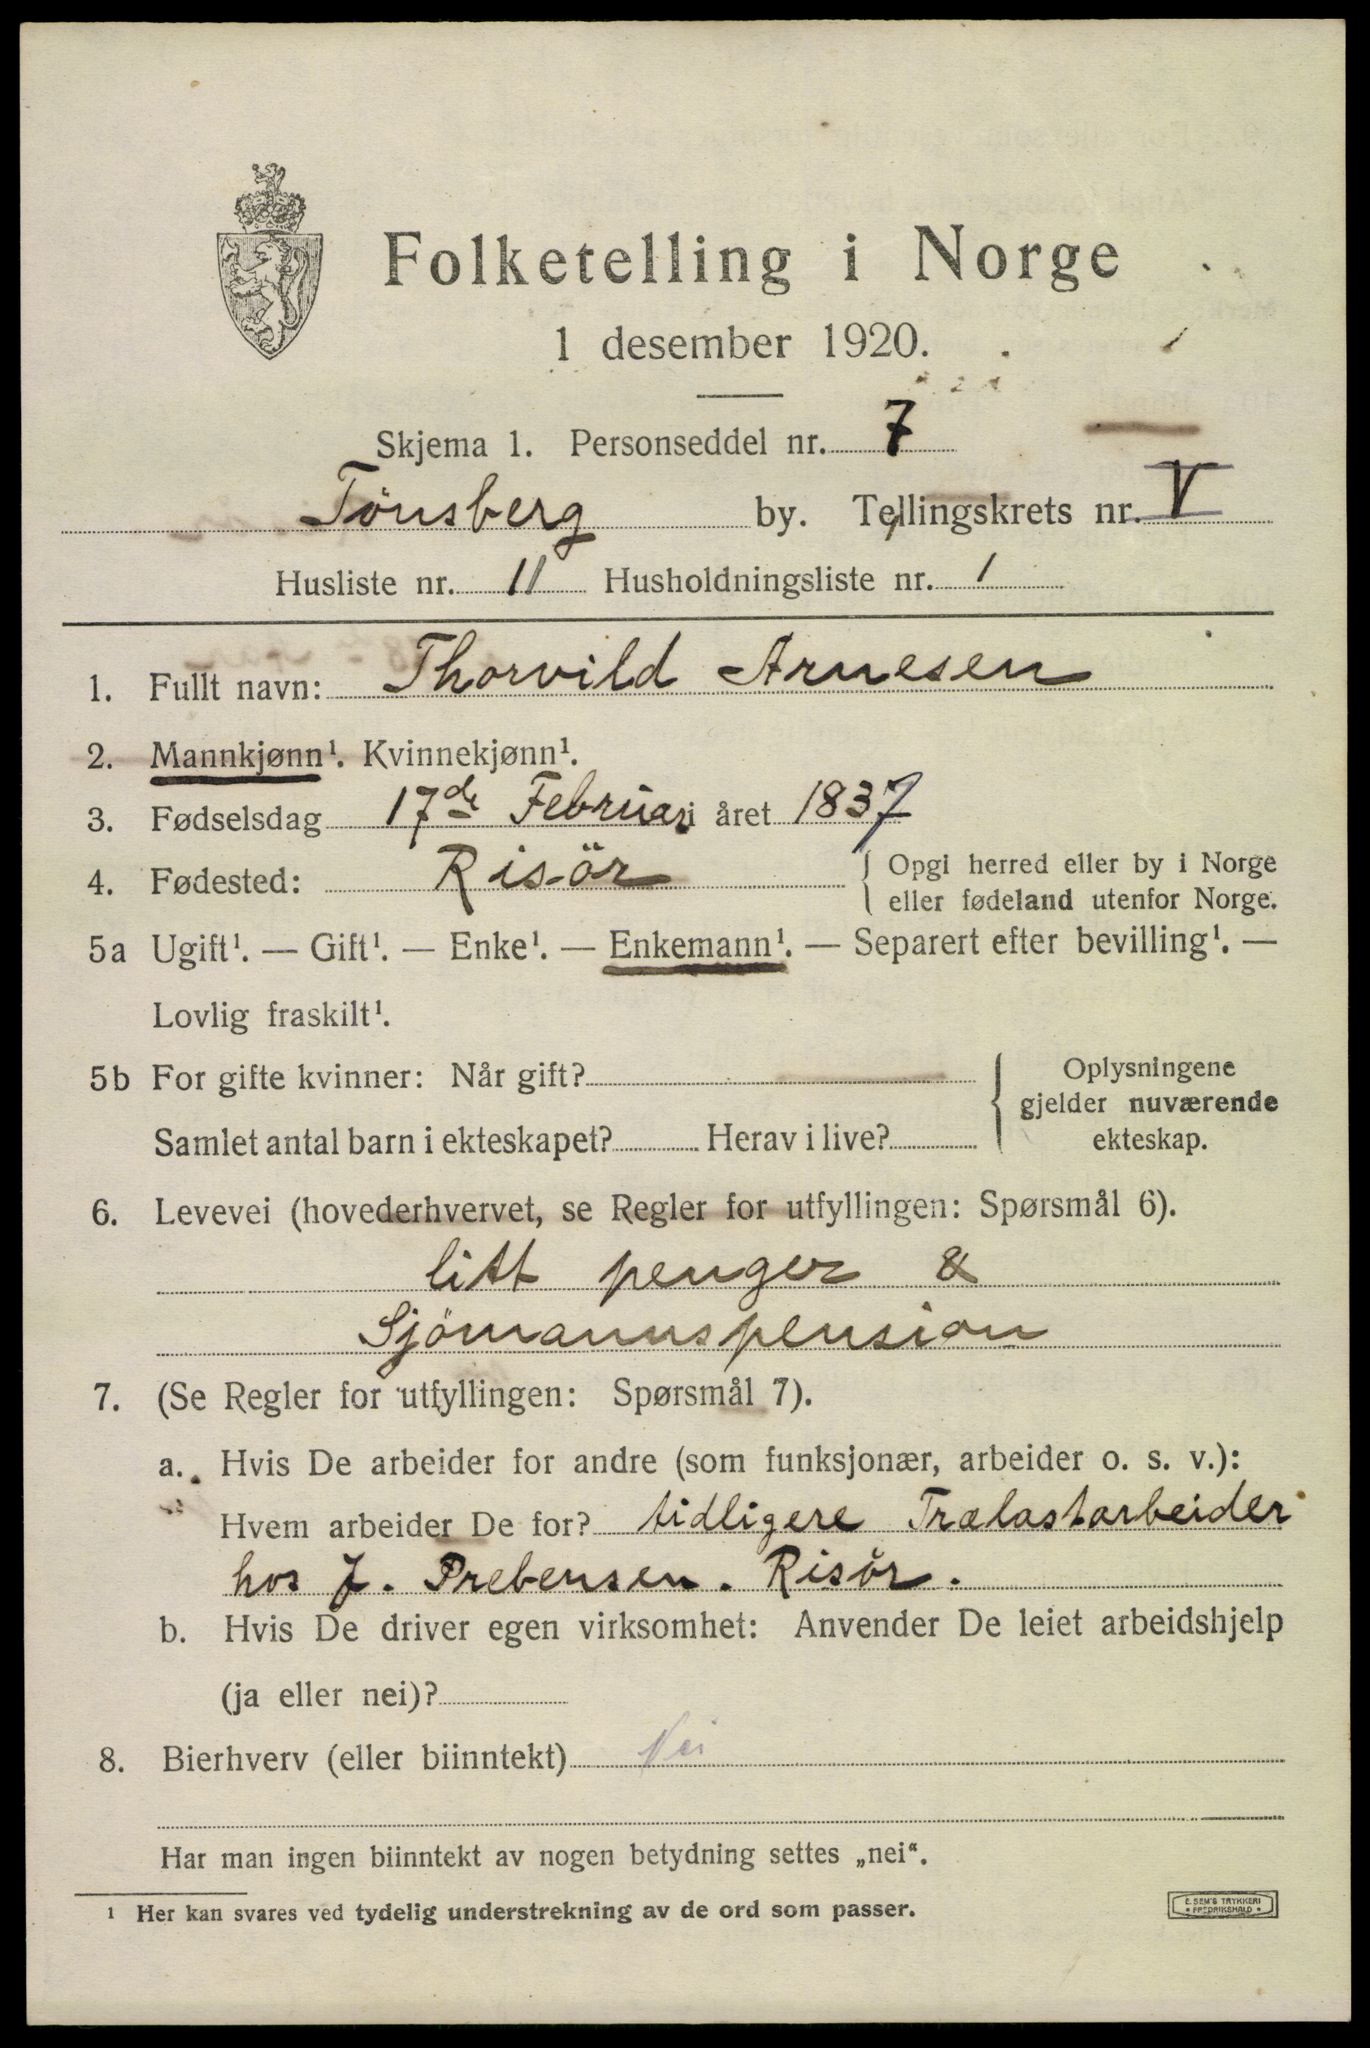 Folketelling i Norge
1 desember 1920.
Skjema 1. Personseddel nr. 7
Tönsberg by. Tellingskrets nr. V
Husliste nr. 11 Husholdningsliste nr. 1
1. Fullt navn: Thorvild Arnesen
2. Mannkjønn¹. Kvinnekjønn¹.
3. Fødselsdag 17de Februari året 1837
4. Fødested: Risör { Opgi herred eller by i Norge
eller fødeland utenfor Norge.
5a Ugift¹. — Gift¹. — Enke¹. — Enkemann¹. — Separert efter bevilling¹. —
Lovlig fraskilt¹.
5b For gifte kvinner: Når gift? { Oplysningene
gjelder nuværende
Samlet antal barn i ekteskapet? Herav i live? ekteskap.
6. Levevei (hovederhvervet, se Regler for utfyllingen: Spørsmål 6).
litt penger &
Sjömannspension
7. (Se Regler for utfyllingen: Spørsmål 7).
a. Hvis De arbeider for andre (som funksjonær, arbeider o. s. v.):
Hvem arbeider De for? tidligere Trælastarbeider
hos J. Prebensen. Risör.
b. Hvis De driver egen virksomhet: Anvender De leiet arbeidshjelp
(ja eller nei)?
8. Bierhverv (eller biinntekt) Nei
Har man ingen biinntekt av nogen betydning settes „nei“.
1 Her kan svares ved tydelig understrekning av de ord som passer.
E. SEM'S TRYKKERI
FREDRIKSHALD